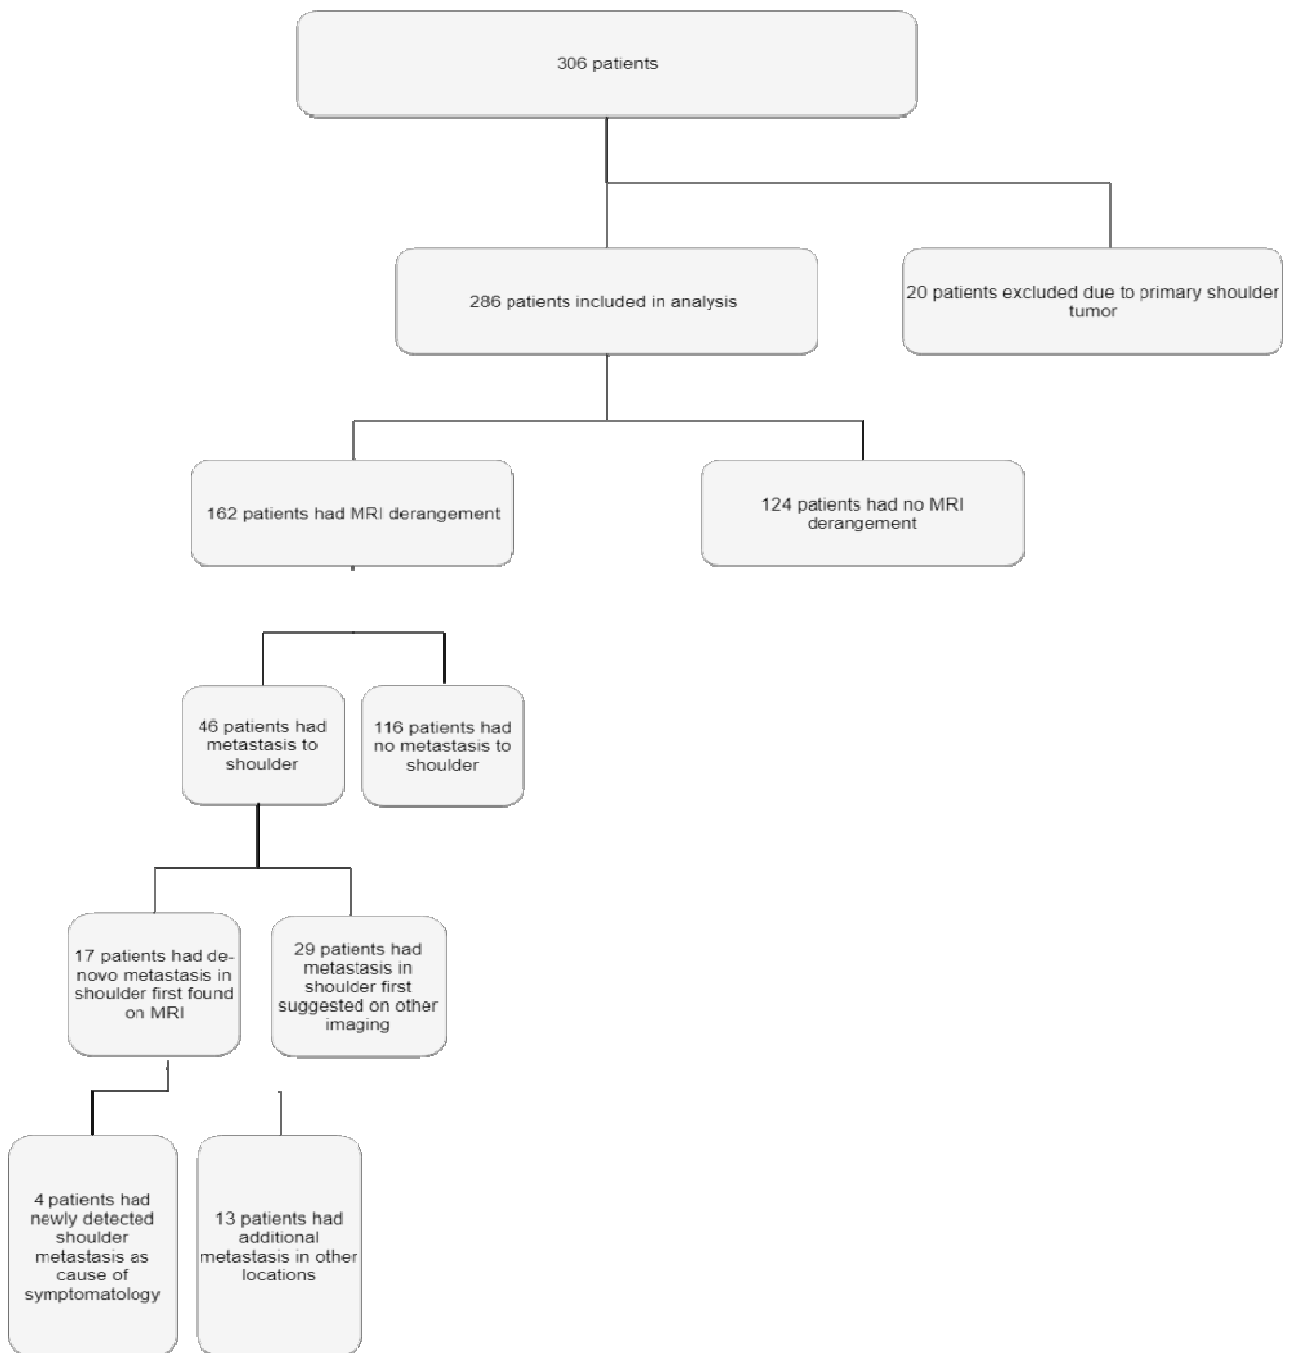 306 patients
286 patients included in analysis
20 patients excluded due to primary shoulder
tumor
162 patients had MRI derangement
124 patients had no MRI
derangement
46 patients had
metastasis to
shoulder
116 patients had
no metastasis to
shoulder
17 patients had de-
novo metastasis in
shoulder first found
on MRI
29 patients had
metastasis in
shoulder first
suggested on other
imaging
4 patients had
newly detected
shoulder
metastasis as
cause of
symptomatology
13 patients had
additional
metastasis in other
locations